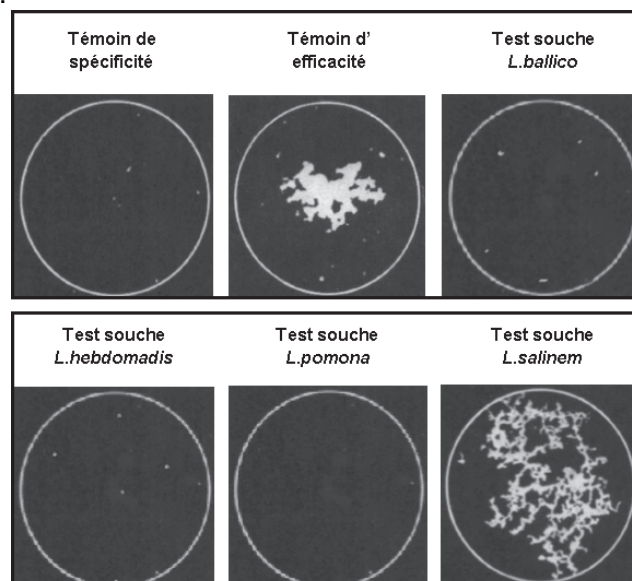 Témoin de
spécificité
Témoin d'
efficacité
Test souche
L.ballico
Test souche
L.hebdomadis
Test souche
L.pomona
Test souche
L.salinem